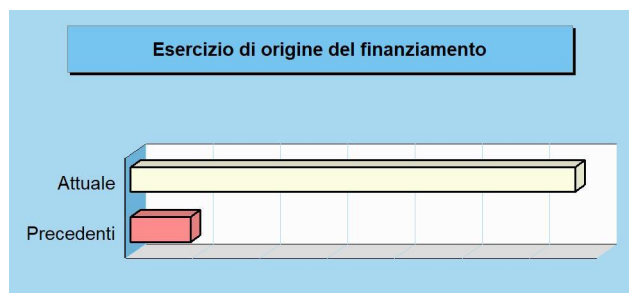 Esercizio di origine del finanziamento
Attuale
Precedenti